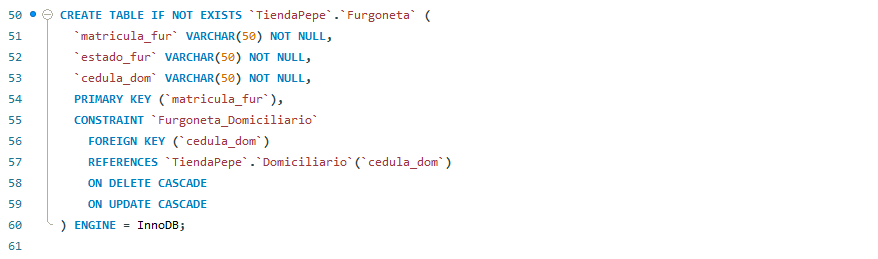 50 CREATE TABLE IF NOT EXISTS `TiendaPepe`.`Furgoneta` (
51 `matricula_fur` VARCHAR(50) NOT NULL,
52 `estado_fur` VARCHAR(50) NOT NULL,
53 `cedula_dom` VARCHAR(50) NOT NULL,
54 PRIMARY KEY (`matricula_fur`),
55 CONSTRAINT `Furgoneta_Domiciliario`
56 FOREIGN KEY (`cedula_dom`)
57 REFERENCES `TiendaPepe`.`Domiciliario`(`cedula_dom`)
58 ON DELETE CASCADE
59 ON UPDATE CASCADE
60 ) ENGINE = InnoDB;
61